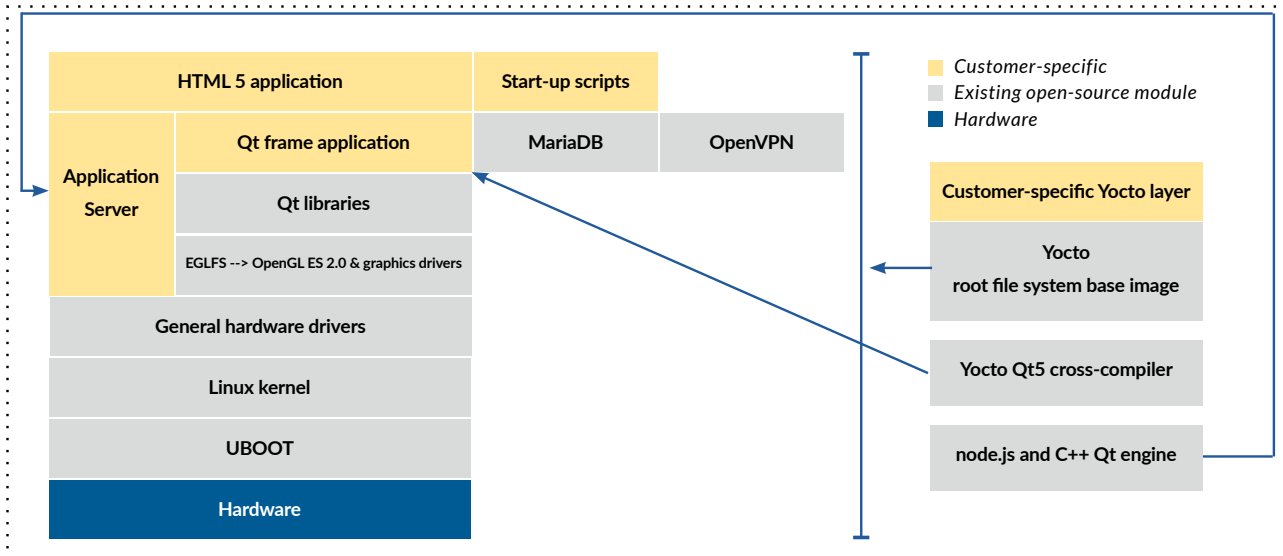 HTML 5 application
Start-up scripts
Application
Server
Qt frame application
MariaDB
OpenVPN
Qt libraries
EGLFS --> OpenGL ES 2.0 & graphics drivers
General hardware drivers
Linux kernel
UBOOT
Hardware
Customer-specific
Existing open-source module
Hardware
Customer-specific Yocto layer
Yocto
root file system base image
Yocto Qt5 cross-compiler
node.js and C++ Qt engine